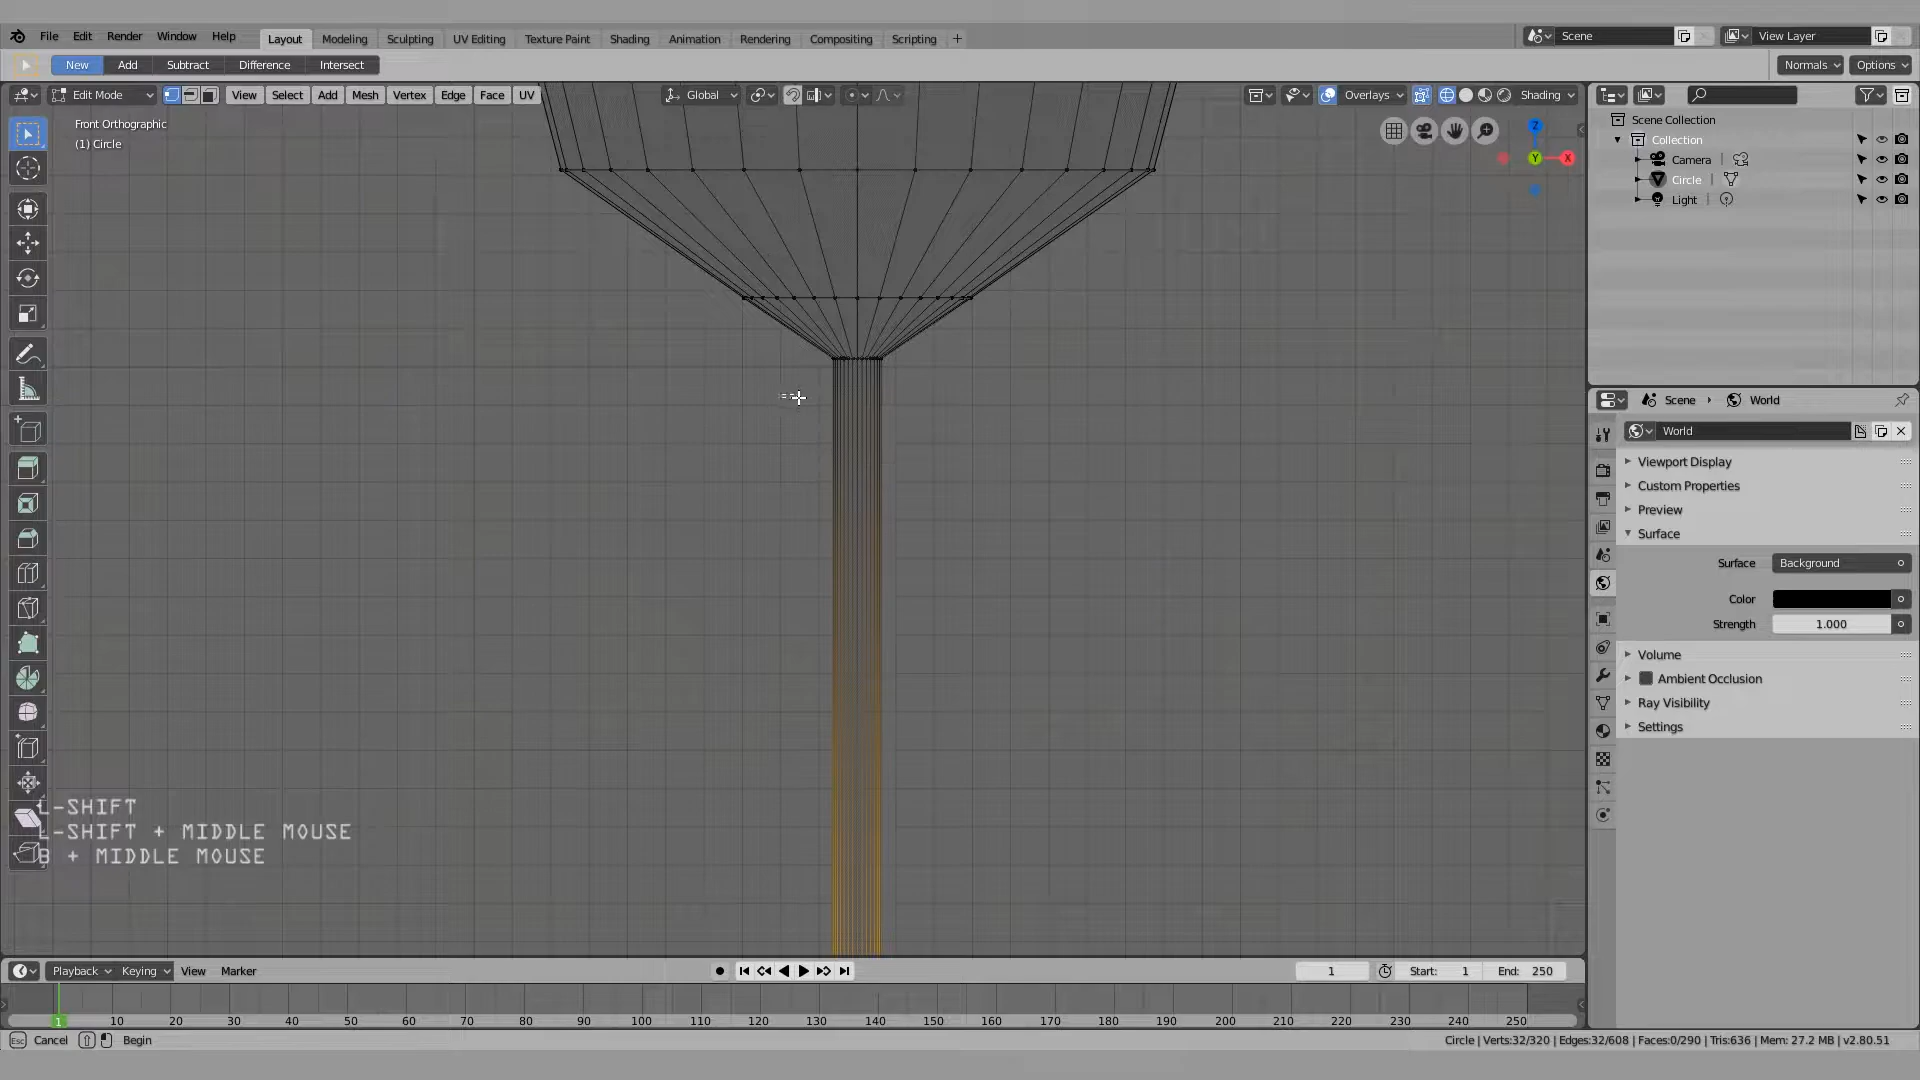 File Edit Render Window Help Layout Modeling Sculpting UV Editing Texture Paint Shading Animation Rendering Compositing Scripting + Scene View Layer
New Add Subtract Difference Intersect Normals Options
Edit Mode View Select Add Mesh Vertex Edge Face UV Global Overlays Shading
Front Orthographic
(1) Circle
Z
Y
X
Scene Collection
Collection
Camera
Circle
Light
Scene › World
World
Viewport Display
Custom Properties
Preview
Surface
Surface Background
Color
Strength 1.000
Volume
Ambient Occlusion
Ray Visibility
Settings
L-SHIFT
L-SHIFT + MIDDLE MOUSE
B + MIDDLE MOUSE
Playback Keying View Marker 1 Start: 1 End: 250
1 10 20 30 40 50 60 70 80 90 100 110 120 130 140 150 160 170 180 190 200 210 220 230 240 250
Esc Cancel Begin Circle | Verts:32/320 | Edges:32/608 | Faces:0/290 | Tris:636 | Mem: 27.2 MB | v2.80.51